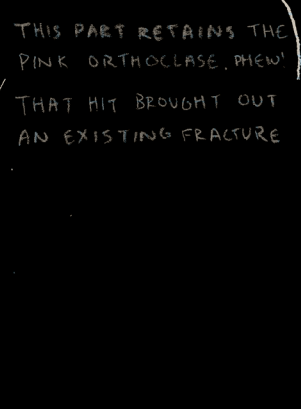 THIS PART RETAINS THE
PINK ORTHOCLASE. PHEW!
THAT HIT BROUGHT OUT
AN EXISTING FRACTURE